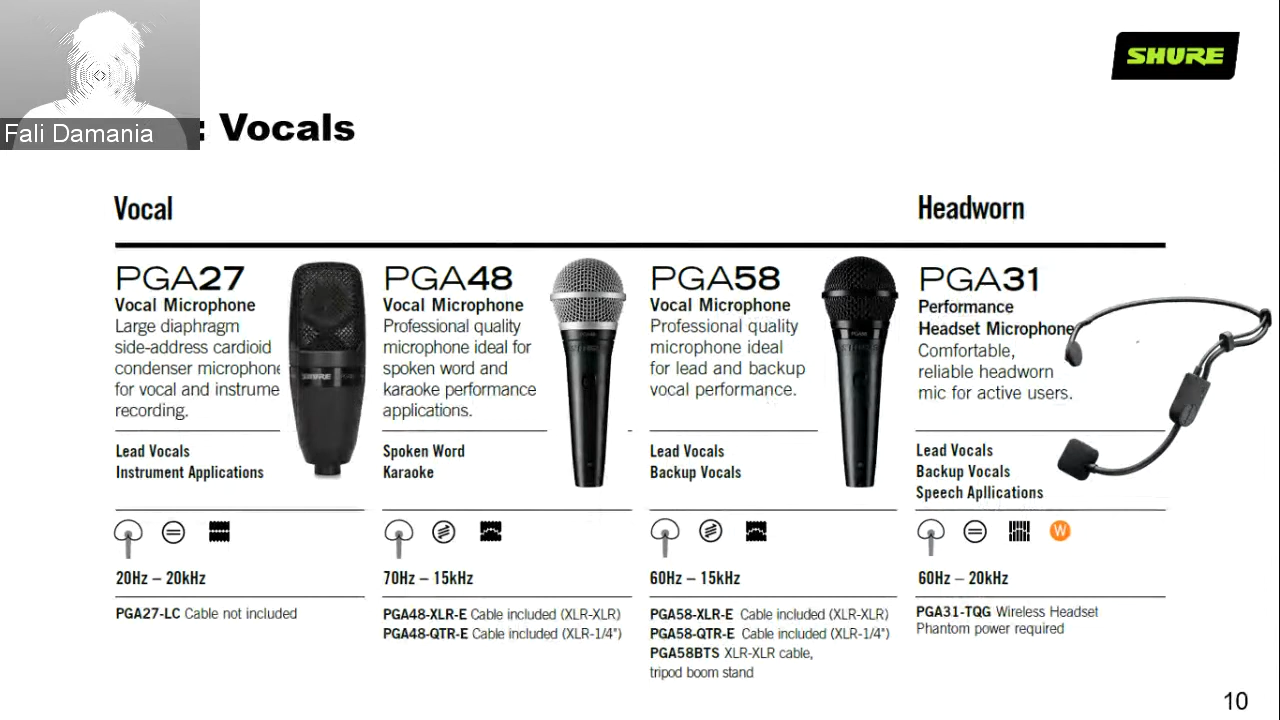 SHURE
Fali Damania
: Vocals
Vocal
Headworn
PGA27
Vocal Microphone
Large diaphragm
side-address cardioid
condenser microphone
for vocal and instrume
recording.
Lead Vocals
Instrument Applications
20Hz – 20kHz
PGA27-LC Cable not included
PGA48
Vocal Microphone
Professional quality
microphone ideal for
spoken word and
karaoke performance
applications.
Spoken Word
Karaoke
70Hz – 15kHz
PGA48-XLR-E Cable included (XLR-XLR)
PGA48-QTR-E Cable included (XLR-1/4")
PGA58
Vocal Microphone
Professional quality
microphone ideal
for lead and backup
vocal performance.
Lead Vocals
Backup Vocals
60Hz – 15kHz
PGA58-XLR-E Cable included (XLR-XLR)
PGA58-QTR-E Cable included (XLR-1/4")
PGA58BTS XLR-XLR cable,
tripod boom stand
PGA31
Performance
Headset Microphone
Comfortable,
reliable headworn
mic for active users.
Lead Vocals
Backup Vocals
Speech Apllications
W
60Hz – 20kHz
PGA31-TQG Wireless Headset
Phantom power required
SHURE
10